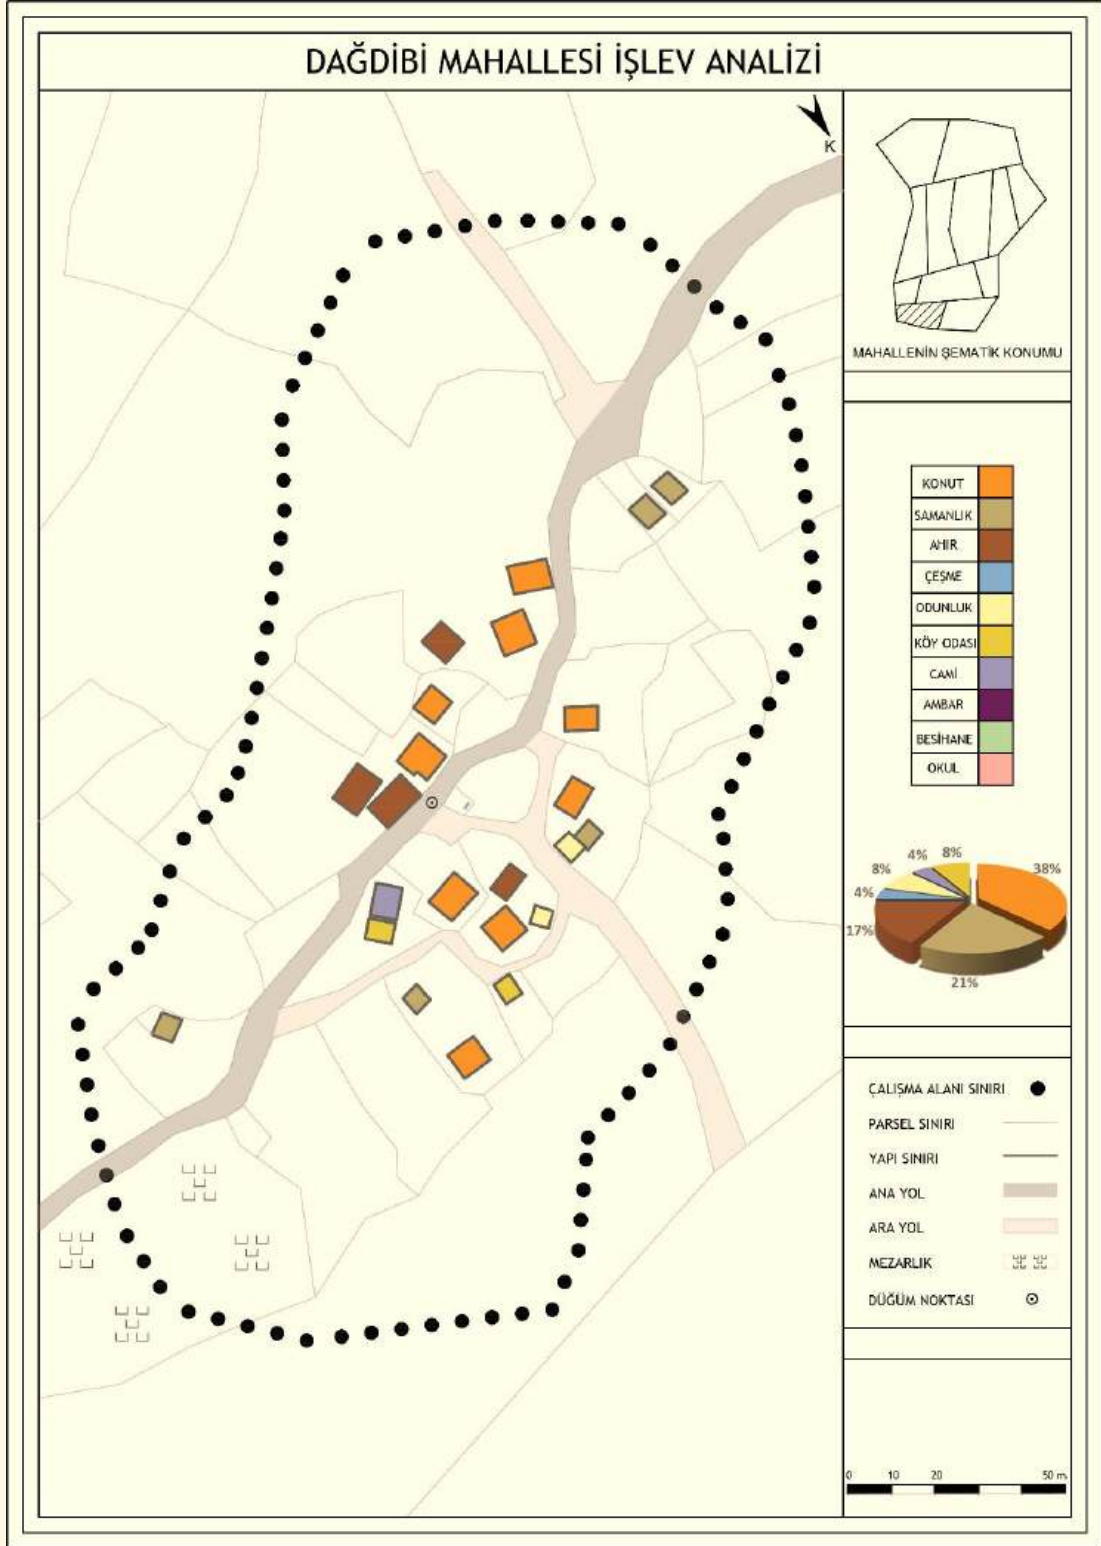 DAĞDİBİ MAHALLESİ İŞLEV ANALİZİ
K
MAHALLENİN ŞEMATİK KONUMU
KONUT
SAMANLIK
AHIR
ÇEŞME
ODUNLUK
KÖY ODASI
CAMİ
AMBAR
BESİHANE
OKUL
4%
8%
8%
38%
4%
17%
21%
ÇALIŞMA ALANI SINIRI
PARSEL SINIRI
YAPI SINIRI
ANA YOL
ARA YOL
MEZARLIK
DÜĞÜM NOKTASI
0 10 20 50 m.